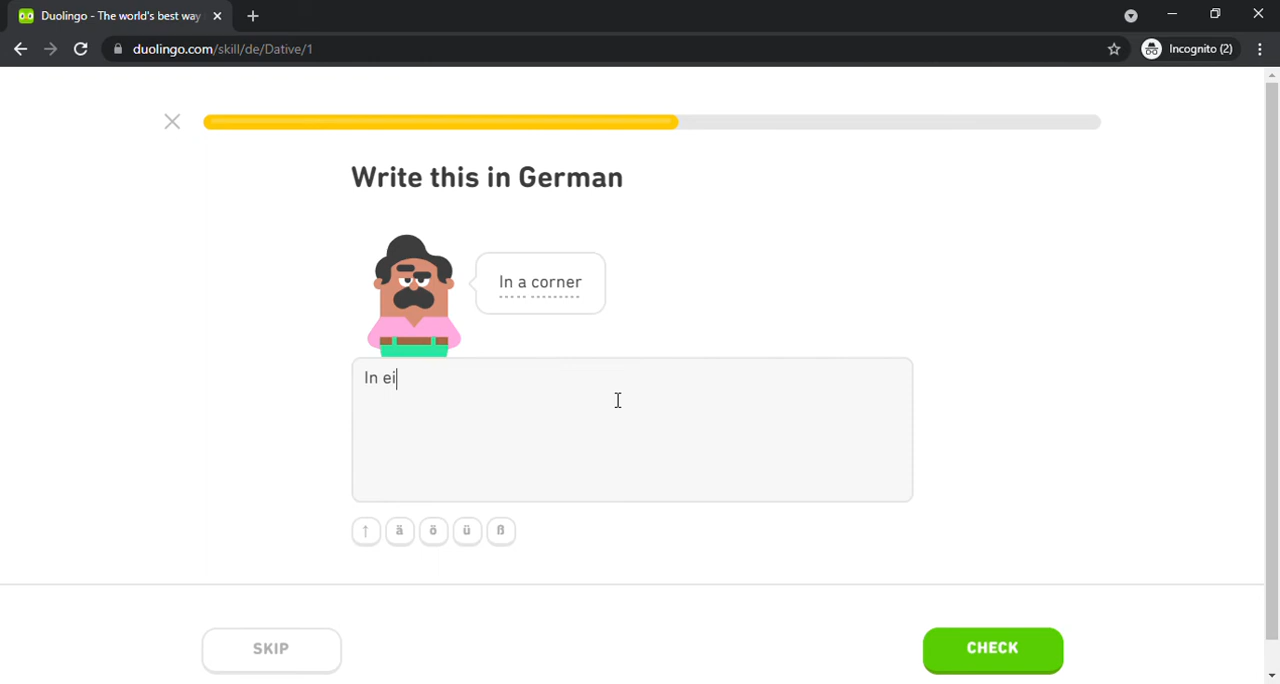 Duolingo - The world's best way
duolingo.com/skill/de/Dative/1
Incognito (2)
Write this in German
In a corner
In ei
↑ ä ö ü ß
SKIP
CHECK